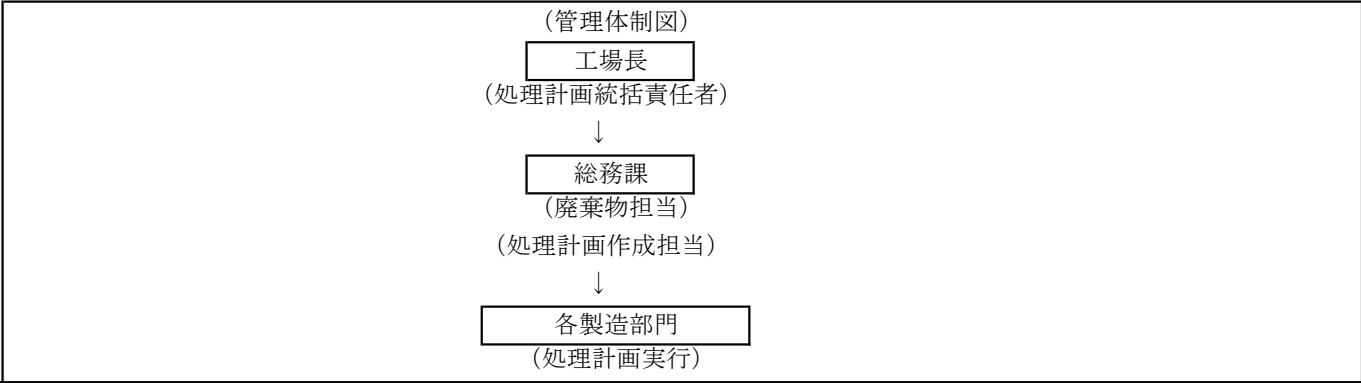 （管理体制図）
工場長
（処理計画統括責任者）
↓
総務課
（廃棄物担当）
（処理計画作成担当）
↓
各製造部門
（処理計画実行）